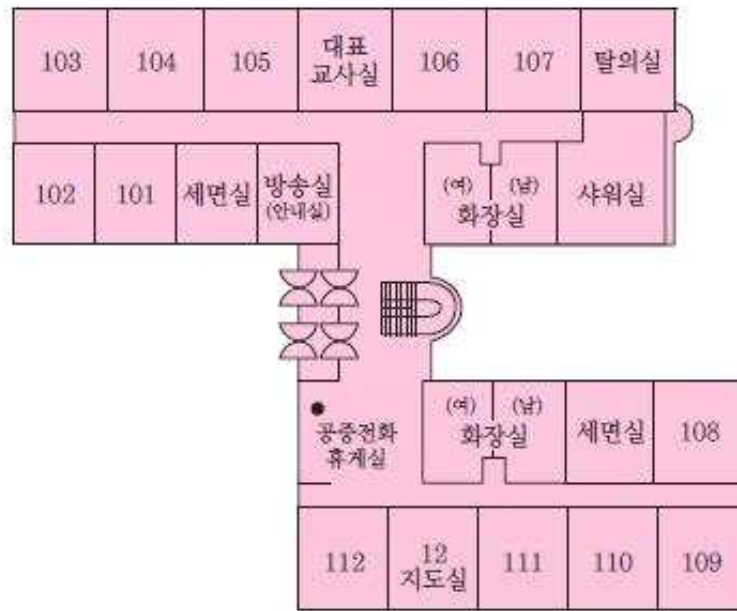 103
104
105
대표
교사실
106
107
탈의실
102
101
세면실
방송실
(안내실)
(여)
(남)
화장실
샤워실
공중전화
휴게실
(여)
(남)
화장실
세면실
108
112
12
지도실
111
110
109